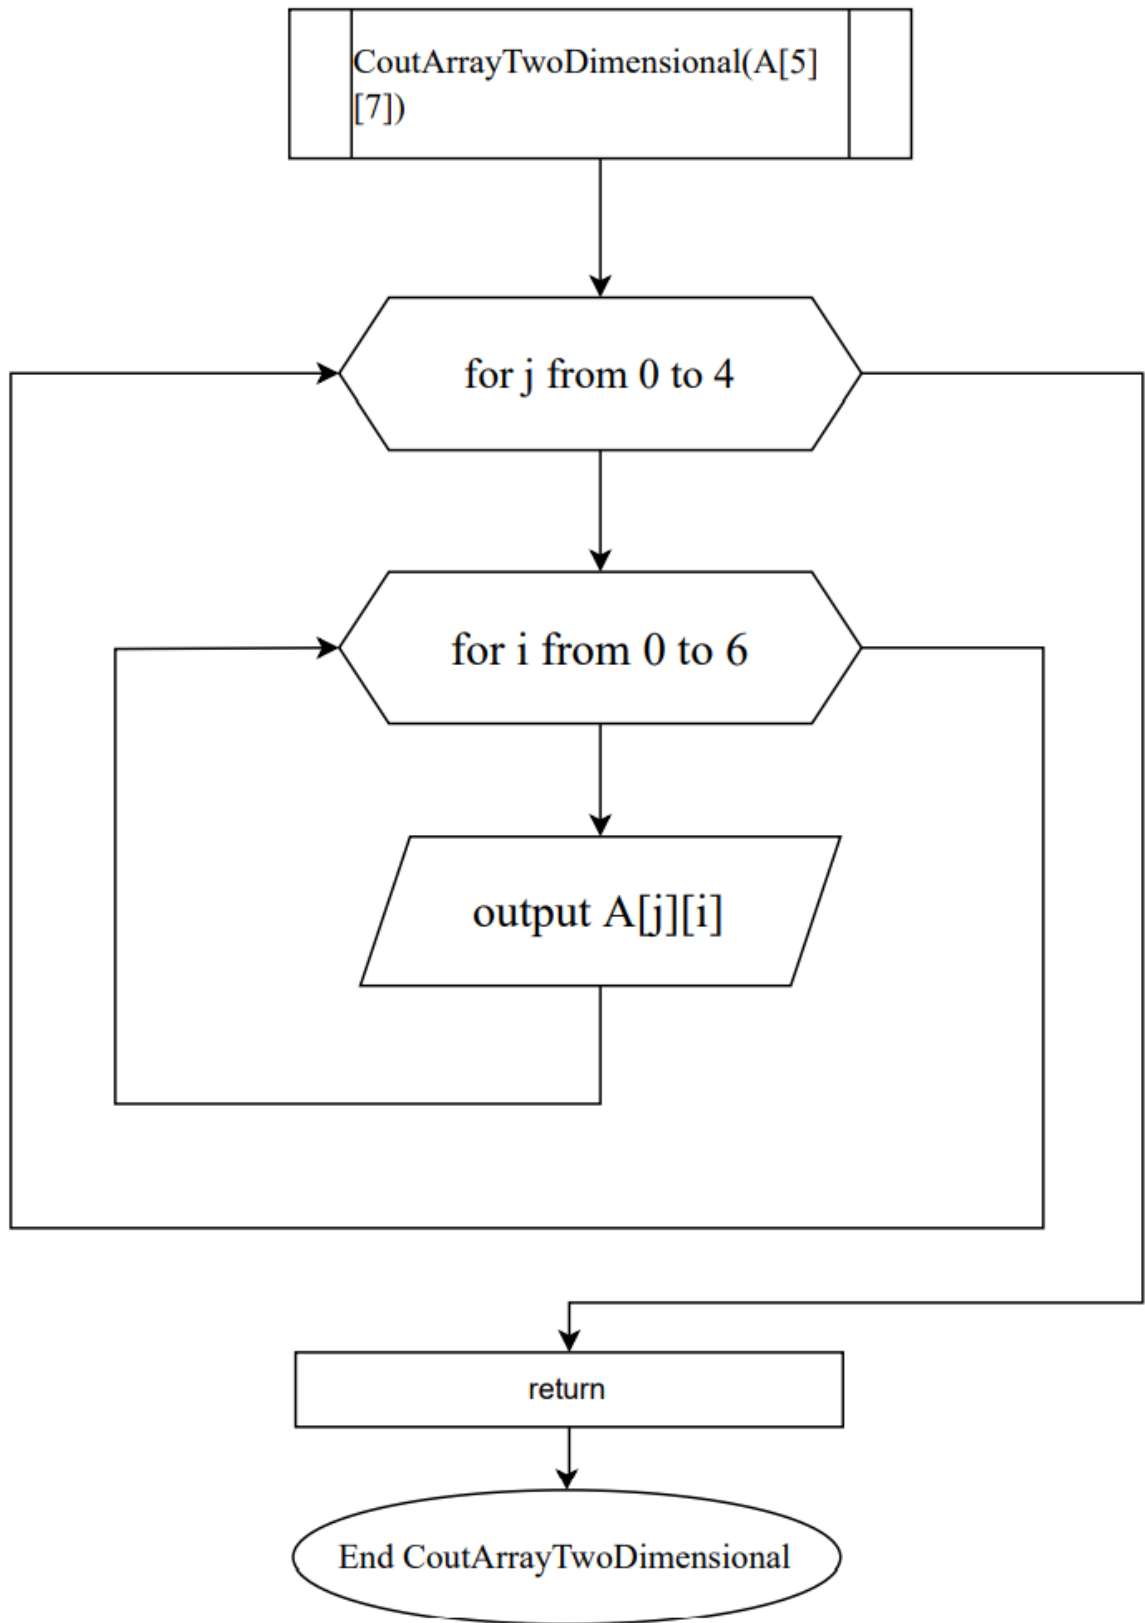 CoutArrayTwoDimensional(A[5]
[7])
for j from 0 to 4
for i from 0 to 6
output A[j][i]
return
End CoutArrayTwoDimensional